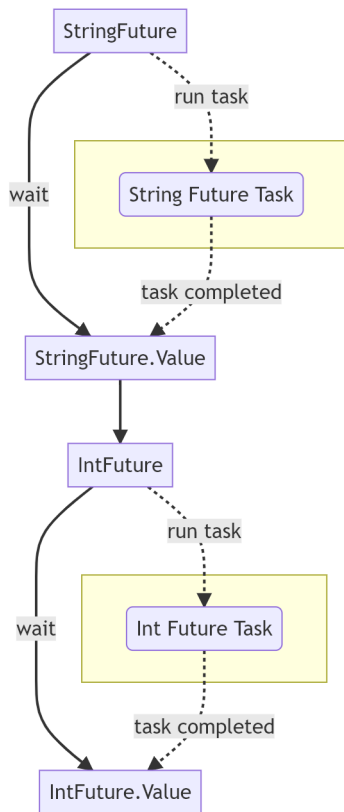 StringFuture
run task
wait
String Future Task
task completed
StringFuture.Value
IntFuture
run task
wait
Int Future Task
task completed
IntFuture.Value